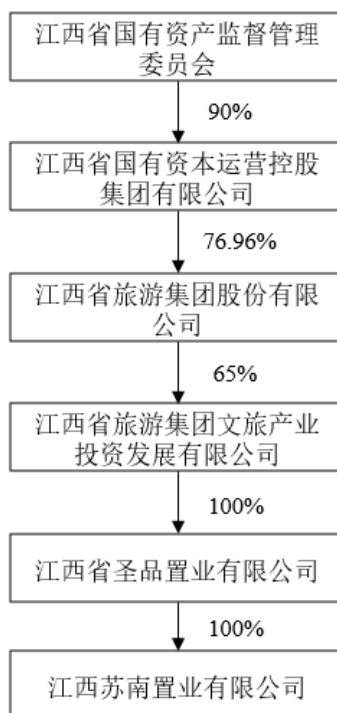 江西省国有资产监督管理
委员会
90%
江西省国有资本运营控股
集团有限公司
76.96%
江西省旅游集团股份有限
公司
65%
江西省旅游集团文旅产业
投资发展有限公司
100%
江西省圣品置业有限公司
100%
江西苏南置业有限公司